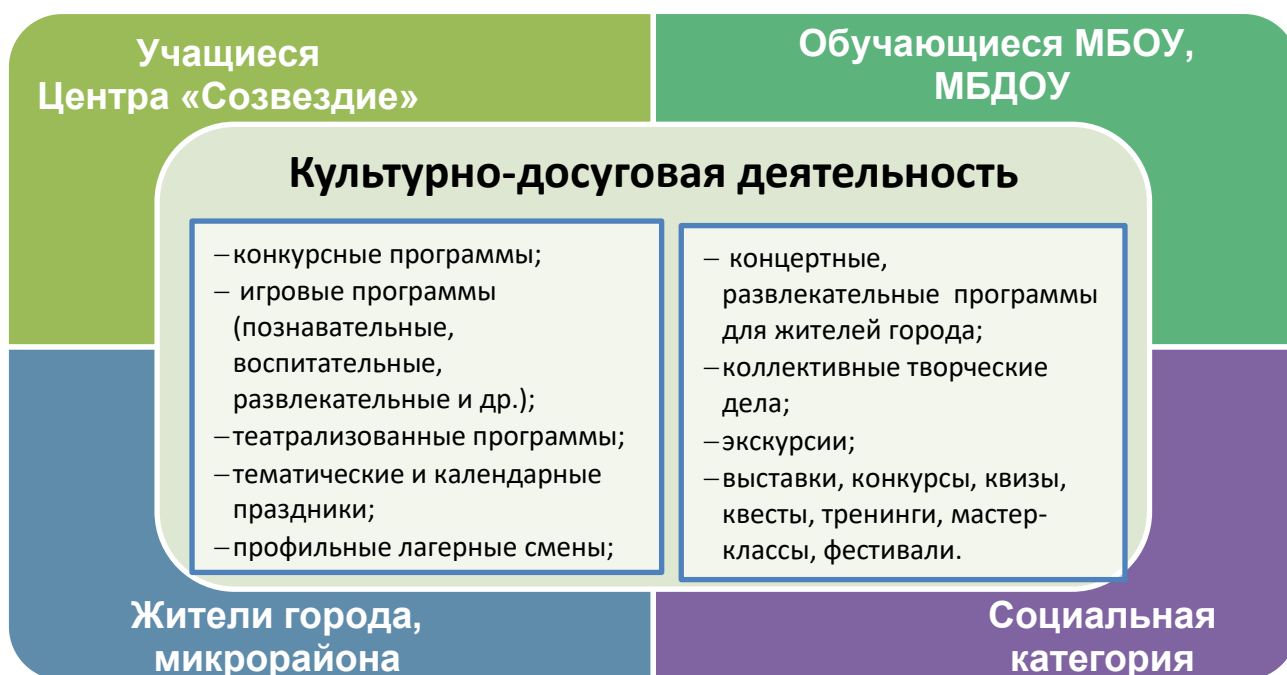 Учащиеся
Центра «Созвездие»
Обучающиеся МБОУ,
МБДОУ
Культурно-досуговая деятельность
–конкурсные программы;
– игровые программы
(познавательные,
воспитательные,
развлекательные и др.);
–театрализованные программы;
–тематические и календарные
праздники;
–профильные лагерные смены;
– концертные,
развлекательные программы
для жителей города;
–коллективные творческие
дела;
–экскурсии;
–выставки, конкурсы, квизы,
квесты, тренинги, мастер-
классы, фестивали.
Жители города,
микрорайона
Социальная
категория